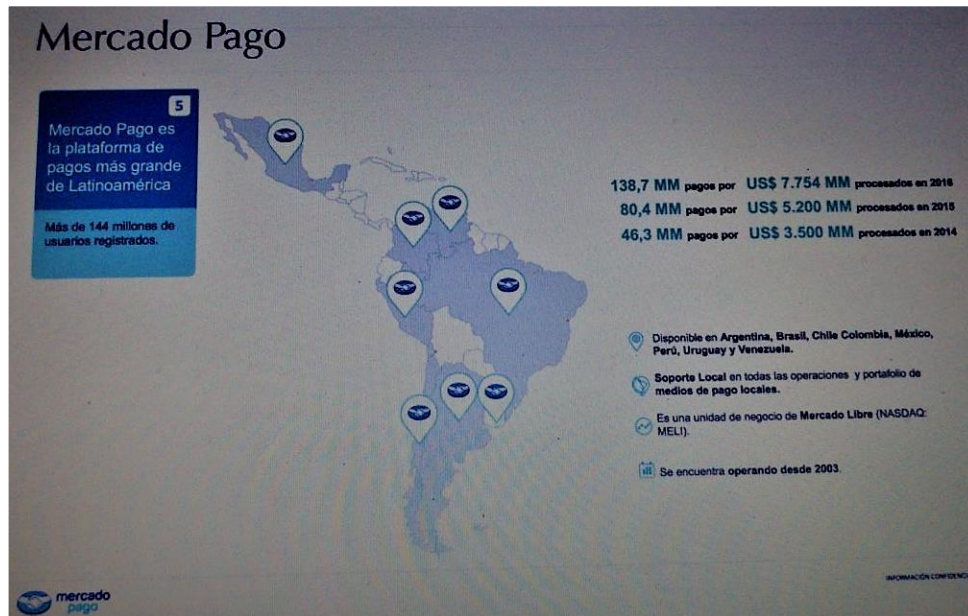 Mercado Pago
5
Mercado Pago es
la plataforma de
pagos más grande
de Latinoamérica
Más de 144 millones de
usuarios registrados.
138,7 MM pagos por US$ 7.754 MM procesados en 2016
80,4 MM pagos por US$ 5.200 MM procesados en 2015
46,3 MM pagos por US$ 3.500 MM procesados en 2014
Disponible en Argentina, Brasil, Chile Colombia, México,
Perú, Uruguay y Venezuela.
Soporte Local en todas las operaciones y portafolio de
medios de pago locales.
Es una unidad de negocio de Mercado Libre (NASDAQ:
MELI).
Se encuentra operando desde 2003.
INFORMACIÓN
mercado
pago